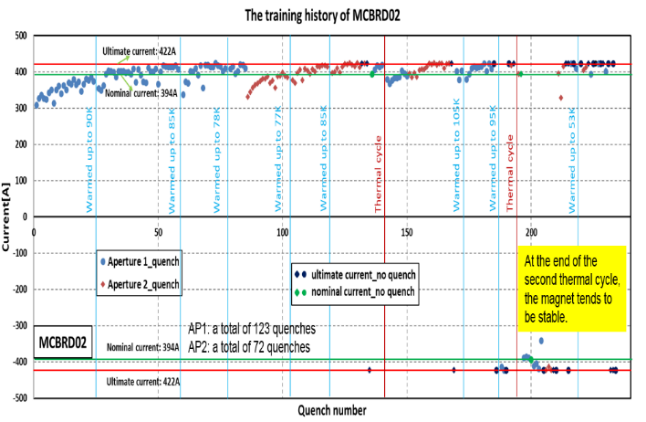 The training history of MCBRD02
500
Ultimate current: 422A
400
Nominal current: 394A
300
200
Warmed up to 90K
Warmed up to 85K
Warmed up to 78K
Warmed up to 77K
Warmed up to 85K
Thermal cycle
Warmed up to 105K
Warmed up to 95K
Thermal cycle
Warmed up to 53K
100
Current[A]
0
0
50
100
150
200
-100
Aperture 1_quench
Aperture 2_quench
ultimate current_no quench
nominal current_no quench
At the end of the
second thermal cycle,
the magnet tends to
be stable.
-200
-300
MCBRD02
AP1: a total of 123 quenches
Nominal current: 394A
AP2: a total of 72 quenches
-400
Ultimate current: 422A
-500
Quench number